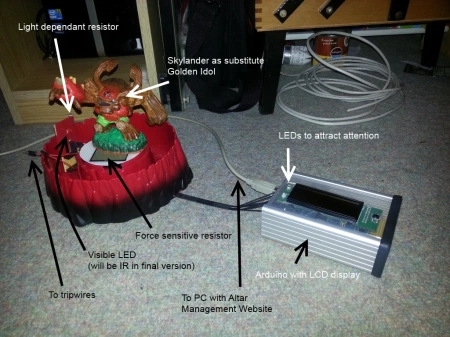 Light dependant resistor
Skylander as substitute
Golden Idol
LEDs to attract attention
Force sensitive resistor
Visible LED
(will be IR in final version)
Arduino with LCD display
To tripwires
To PC with Altar
Management Website